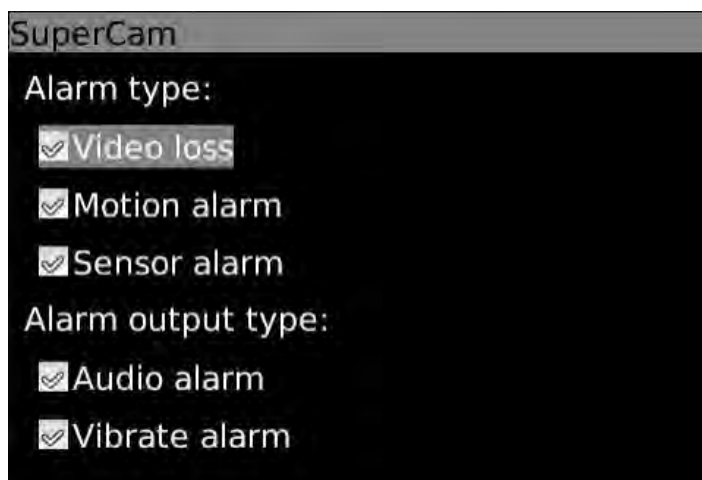 SuperCam
Alarm type:
Video loss
Motion alarm
Sensor alarm
Alarm output type:
Audio alarm
Vibrate alarm